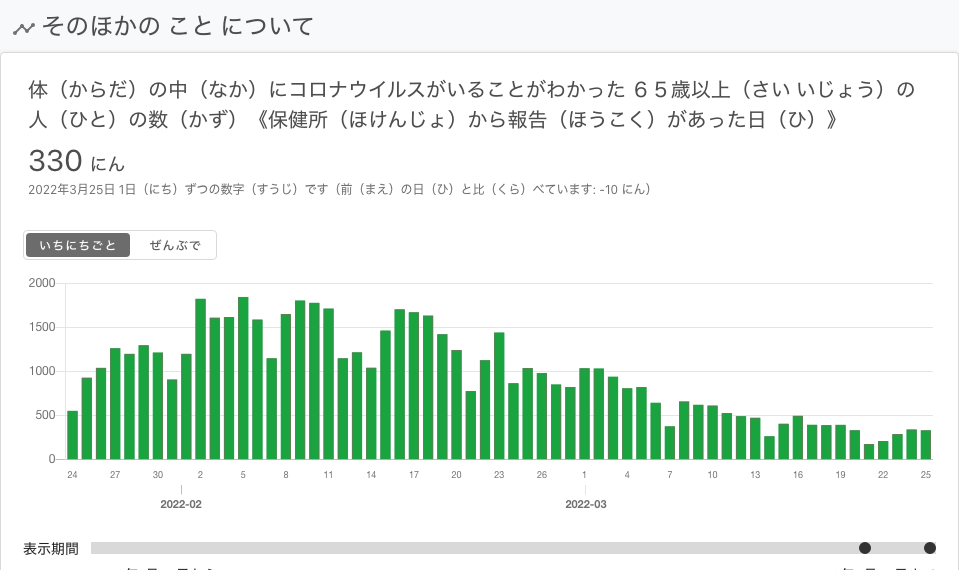 そのほかの こと について
体（からだ）の中（なか）にコロナウイルスがいることがわかった ６５歳以上（さい いじょう）の
人（ひと）の数（かず）《保健所（ほけんじょ）から報告（ほうこく）があった日（ひ）》
330 にん
2022年3月25日 1日（にち）ずつの数字（すうじ）です（前（まえ）の日（ひ）と比（くら）べています: -10 にん）
いちにちごと ぜんぶで
2000
1500
1000
500
0
24 27 30 2 5 8 11 14 17 20 23 26 1 4 7 10 13 16 19 22 25
2022-02 2022-03
表示期間